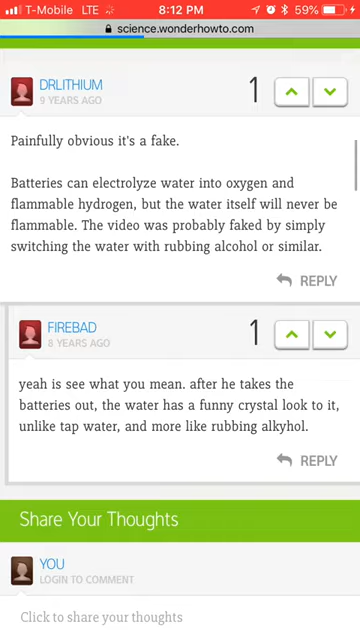 T-Mobile LTE 8:12 PM 59%
science.wonderhowto.com
DRLITHIUM
9 YEARS AGO
1
Painfully obvious it's a fake.
Batteries can electrolyze water into oxygen and
flammable hydrogen, but the water itself will never be
flammable. The video was probably faked by simply
switching the water with rubbing alcohol or similar.
REPLY
FIREBAD
8 YEARS AGO
1
yeah is see what you mean. after he takes the
batteries out, the water has a funny crystal look to it,
unlike tap water, and more like rubbing alkyhol.
REPLY
Share Your Thoughts
YOU
LOGIN TO COMMENT
Click to share your thoughts